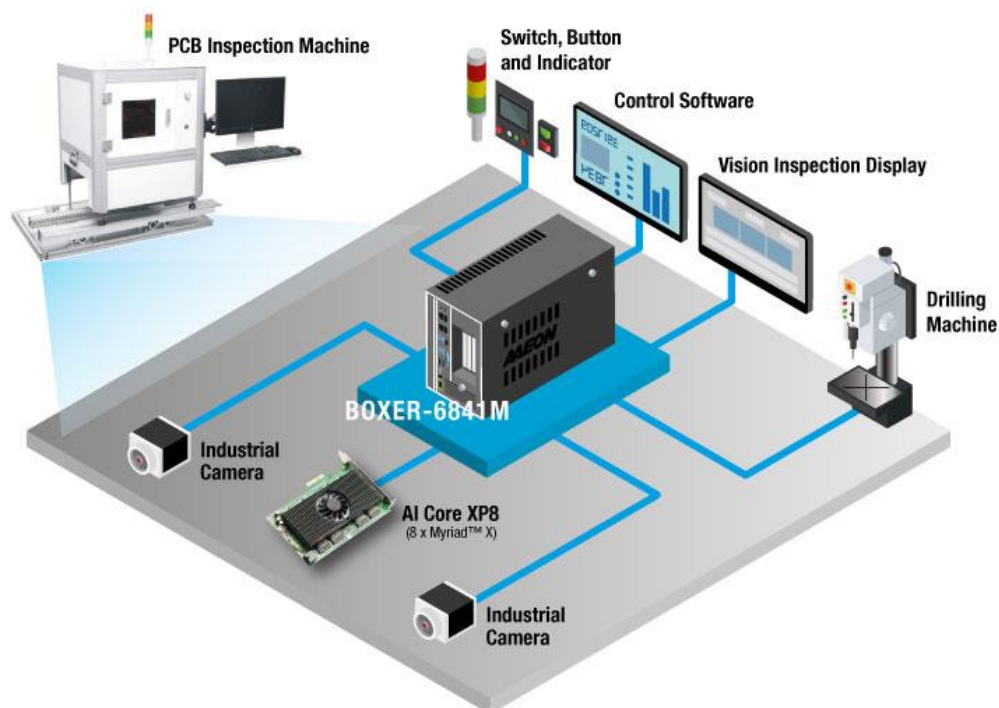 PCB Inspection Machine
Switch, Button
and Indicator
Control Software
Vision Inspection Display
Drilling
Machine
AAEON
BOXER-6841M
Industrial
Camera
AI Core XP8
(8 x Myriad™ X)
Industrial
Camera